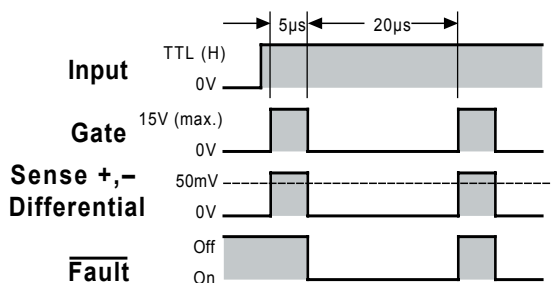 5µs
20µs
Input
TTL (H)
0V
Gate
15V (max.)
0V
Sense +,–
Differential
50mV
0V
Fault
Off
On